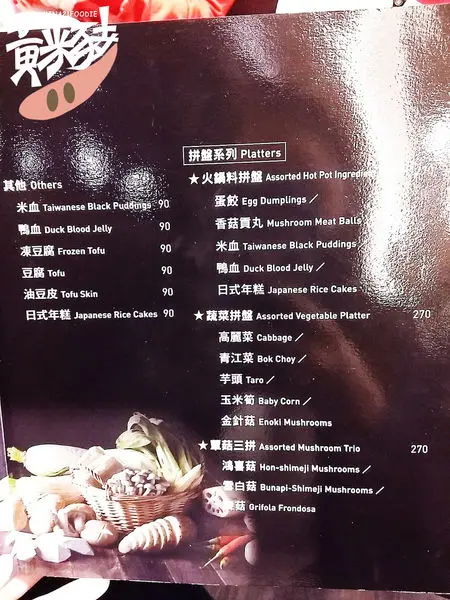 黃米豬
拼盤系列 Platters
其他 Others
米血 Taiwanese Black Puddings 90
鴨血 Duck Blood Jelly 90
凍豆腐 Frozen Tofu 90
豆腐 Tofu 90
油豆皮 Tofu Skin 90
日式年糕 Japanese Rice Cakes 90
★火鍋料拼盤 Assorted Hot Pot
蛋餃 Egg Dumplings /
香菇貢丸 Mushroom Meat Balls
米血 Taiwanese Black Puddings
鴨血 Duck Blood Jelly /
日式年糕 Japanese Rice Cakes
★蔬菜拼盤 Assorted Vegetable Platter 270
高麗菜 Cabbage /
青江菜 Bok Choy /
芋頭 Taro /
玉米筍 Baby Corn /
金針菇 Enoki Mushrooms
★蕈菇三拼 Assorted Mushroom Trio 270
鴻喜菇 Hon-shimeji Mushrooms /
雪白菇 Bunapi-Shimeji Mushrooms /
菇 Grifola Frondosa